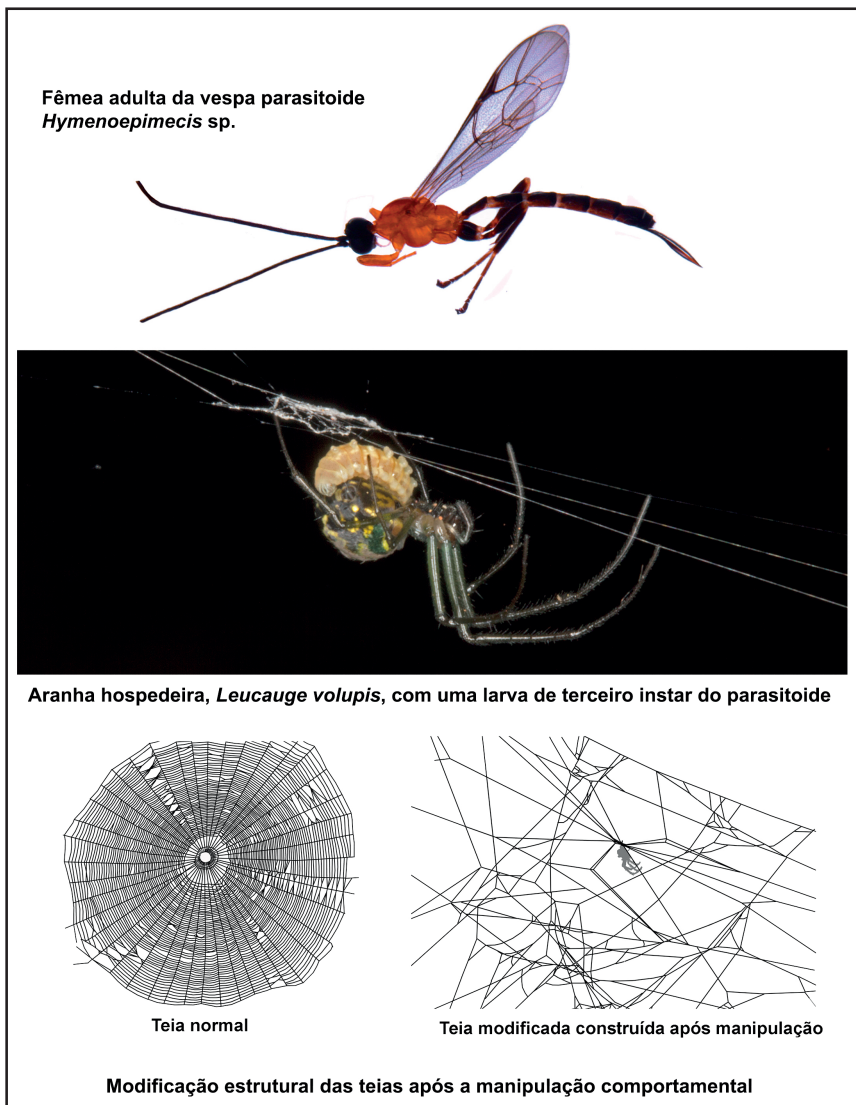 Fêmea adulta da vespa parasitoide
Hymenoepimecis sp.
Aranha hospedeira, Leucauge volupis, com uma larva de terceiro instar do parasitoide
Teia normal
Teia modificada construída após manipulação
Modificação estrutural das teias após a manipulação comportamental